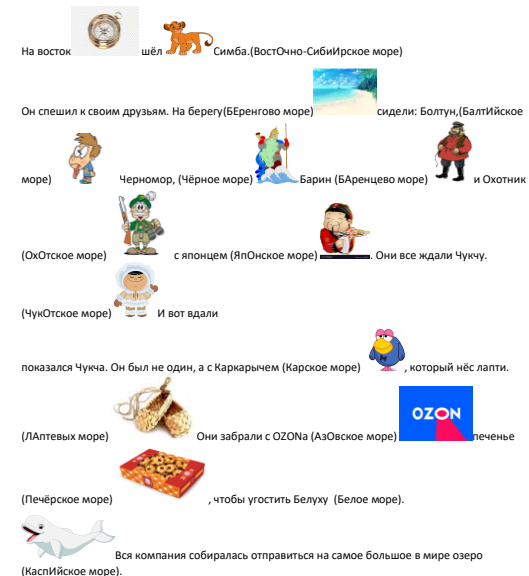 На восток шёл Симба.(ВостОчно-СибиИрское море)
Он спешил к своим друзьям. На берегу(БЕренгово море) сидели: Болтун,(БалтИйское
море) Черномор, (Чёрное море) Барин (БАренцево море) и Охотник
(ОхОтское море) с японцем (ЯпОнское море) . Они все ждали Чукчу.
(ЧукОтское море) И вот вдали
показался Чукча. Он был не один, а с Каркарычем (Карское море) , который нёс лапти.
(ЛАптевых море) Они забрали с OZONа (АзОвское море) OZON печенье
(Печёрское море) , чтобы угостить Белуху (Белое море).
Вся компания собиралась отправиться на самое большое в мире озеро
(КаспИйское море).